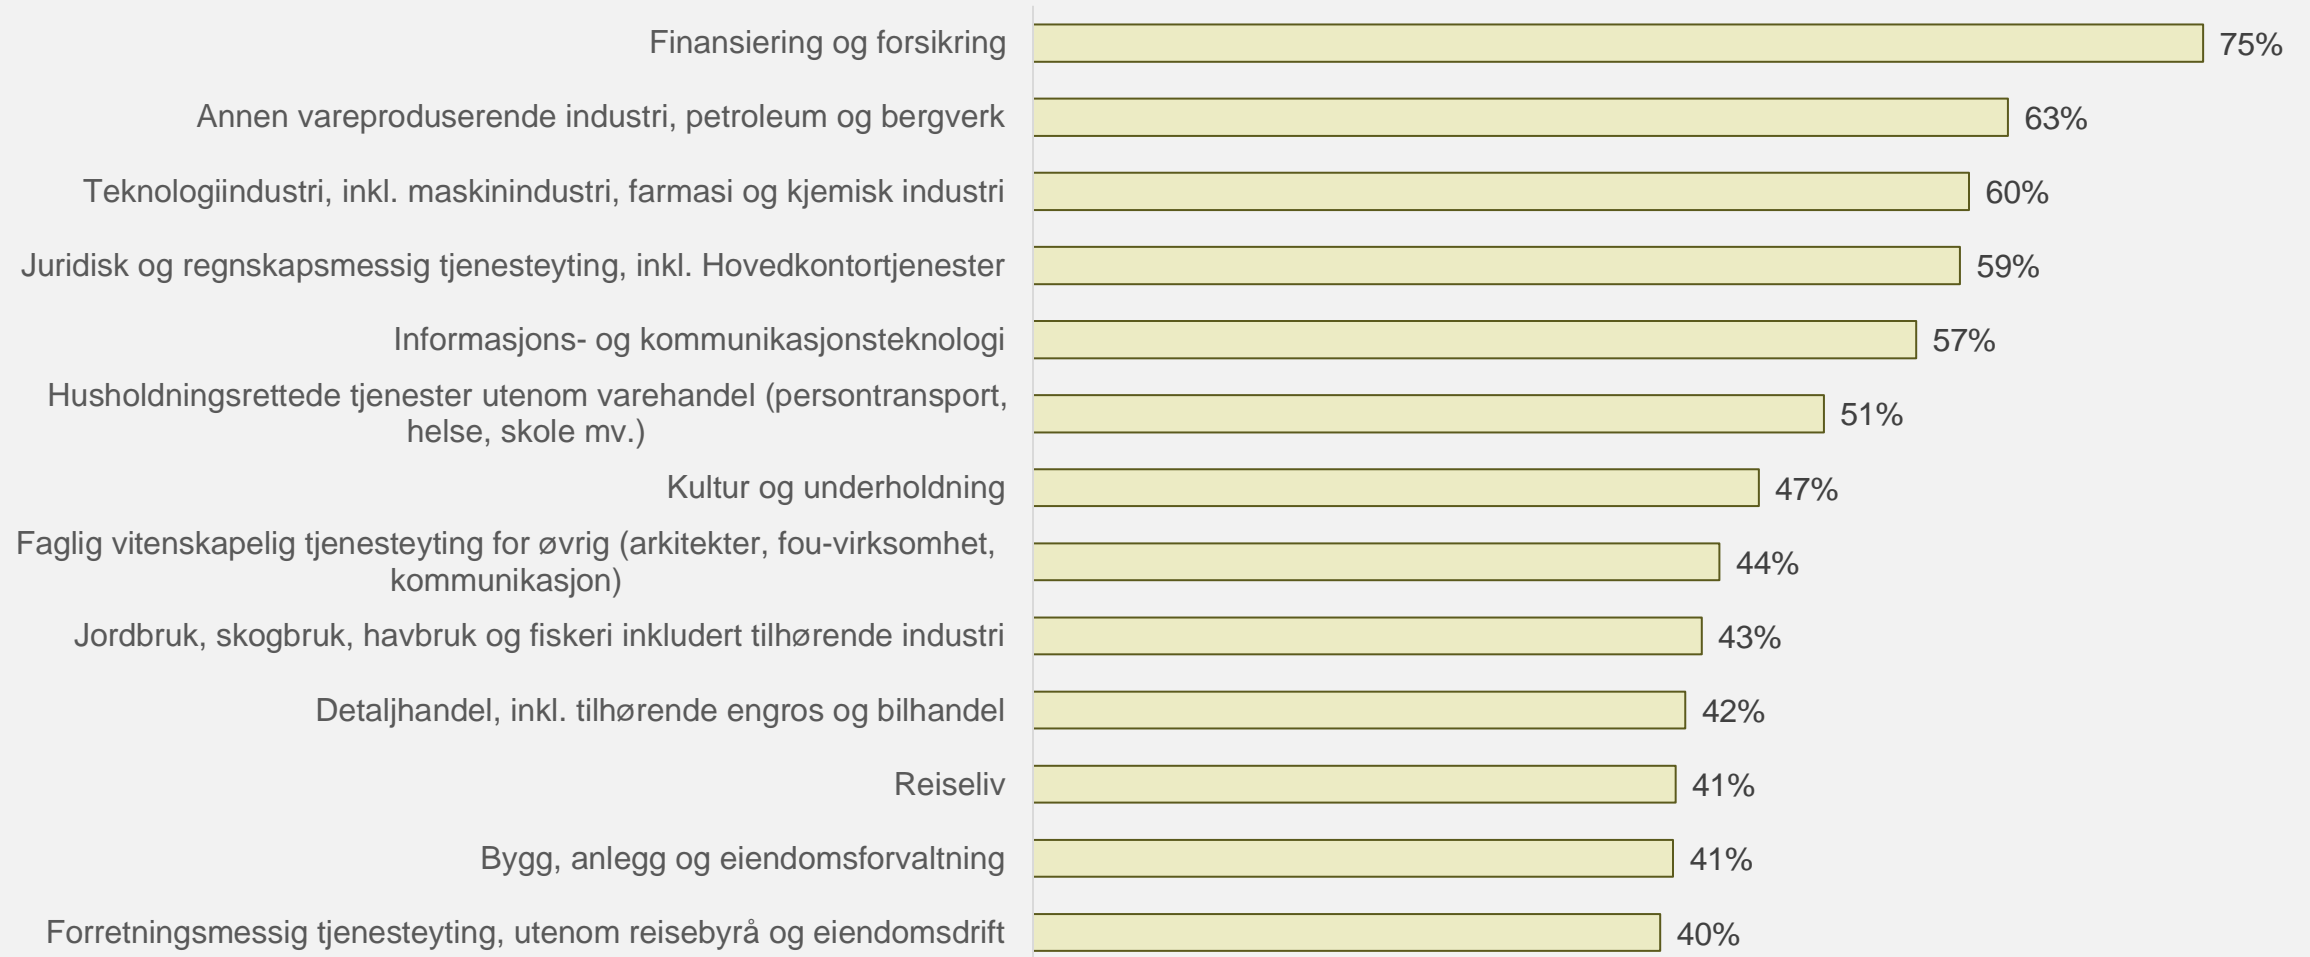 Finansiering og forsikring
75%
Annen vareproduserende industri, petroleum og bergverk
63%
Teknologiindustri, inkl. maskinindustri, farmasi og kjemisk industri
60%
Juridisk og regnskapsmessig tjenesteyting, inkl. Hovedkontortjenester
59%
Informasjons- og kommunikasjonsteknologi
57%
Husholdningsrettede tjenester utenom varehandel (persontransport,
helse, skole mv.)
51%
Kultur og underholdning
47%
Faglig vitenskapelig tjenesteyting for øvrig (arkitekter, fou-virksomhet,
kommunikasjon)
44%
Jordbruk, skogbruk, havbruk og fiskeri inkludert tilhørende industri
43%
Detaljhandel, inkl. tilhørende engros og bilhandel
42%
Reiseliv
41%
Bygg, anlegg og eiendomsforvaltning
41%
Forretningsmessig tjenesteyting, utenom reisebyrå og eiendomsdrift
40%